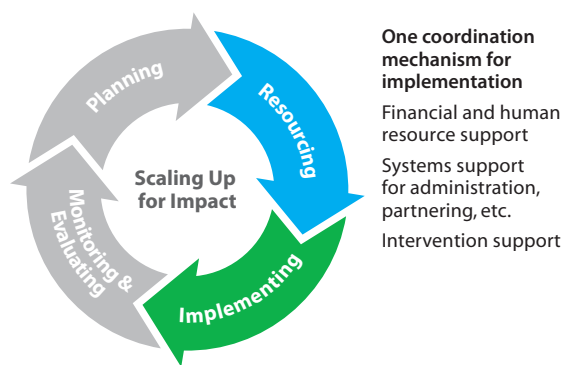 Planning
Resourcing
Implementing
Monitoring &
Evaluating
Scaling Up
for Impact
One coordination
mechanism for
implementation
Financial and human
resource support
Systems support
for administration,
partnering, etc.
Intervention support